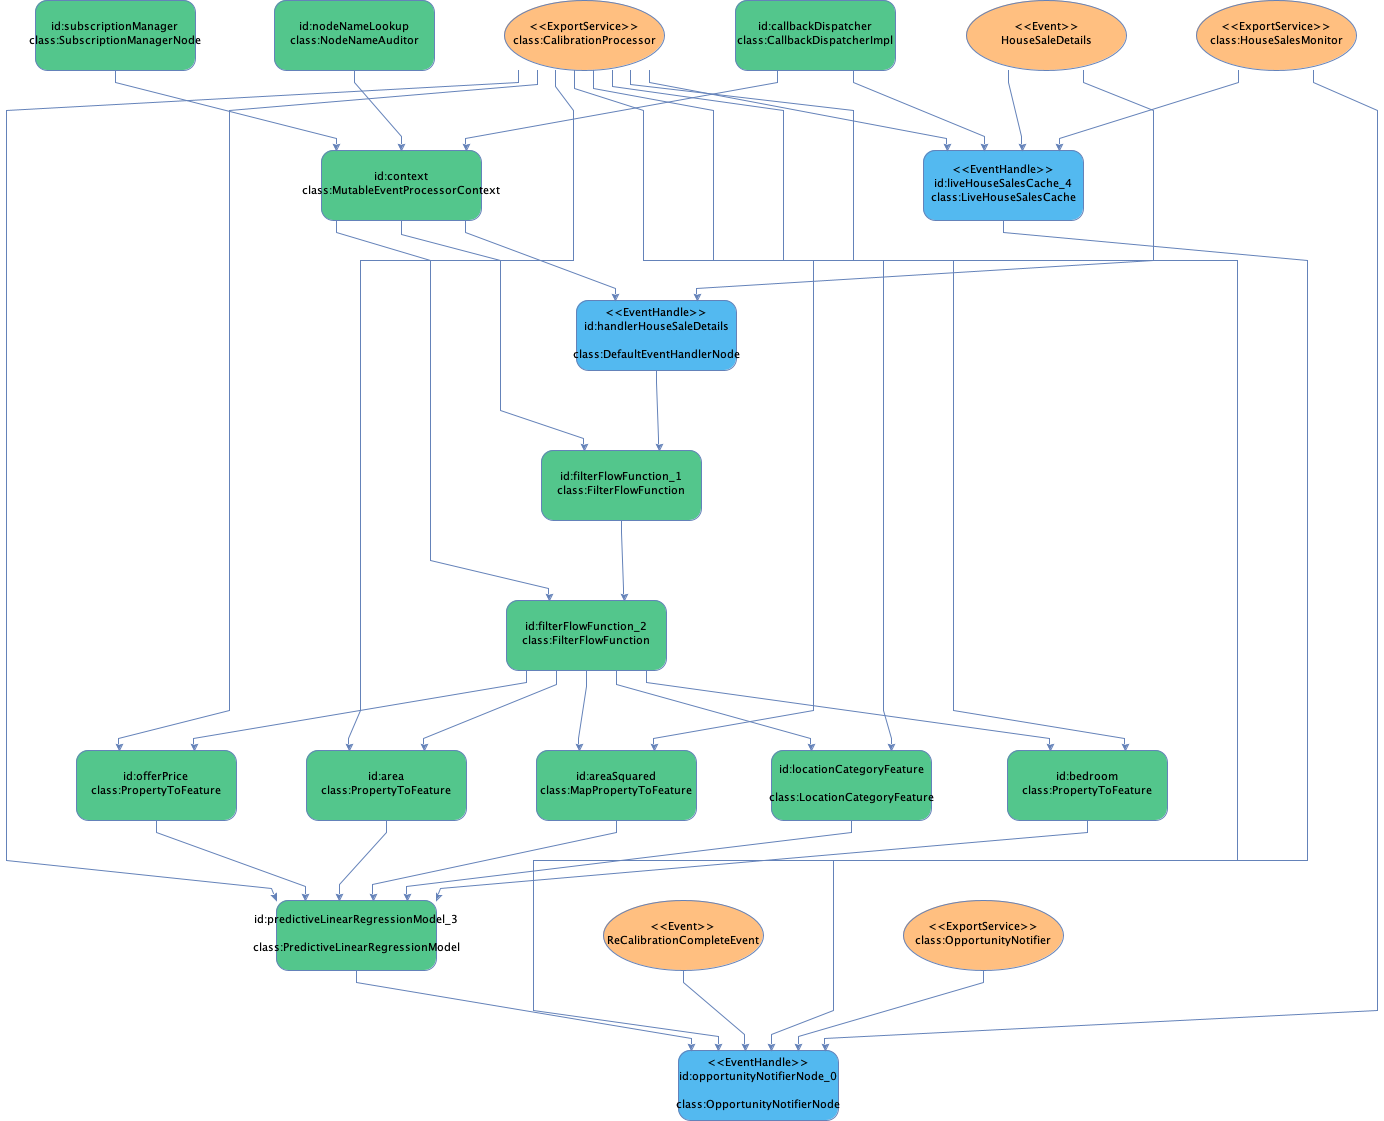 id:subscriptionManager
class:SubscriptionManagerNode
id:nodeNameLookup
class:NodeNameAuditor
<<ExportService>>
class:CalibrationProcessor
id:callbackDispatcher
class:CallbackDispatcherImpl
<<Event>>
HouseSaleDetails
<<ExportService>>
class:HouseSalesMonitor
id:context
class:MutableEventProcessorContext
<<EventHandle>>
id:liveHouseSalesCache_4
class:LiveHouseSalesCache
<<EventHandle>>
id:handlerHouseSaleDetails
class:DefaultEventHandlerNode
id:filterFlowFunction_1
class:FilterFlowFunction
id:filterFlowFunction_2
class:FilterFlowFunction
id:offerPrice
class:PropertyToFeature
id:area
class:PropertyToFeature
id:areaSquared
class:MapPropertyToFeature
id:locationCategoryFeature
class:LocationCategoryFeature
id:bedroom
class:PropertyToFeature
id:predictiveLinearRegressionModel_3
class:PredictiveLinearRegressionModel
<<Event>>
ReCalibrationCompleteEvent
<<ExportService>>
class:OpportunityNotifier
<<EventHandle>>
id:opportunityNotifierNode_0
class:OpportunityNotifierNode